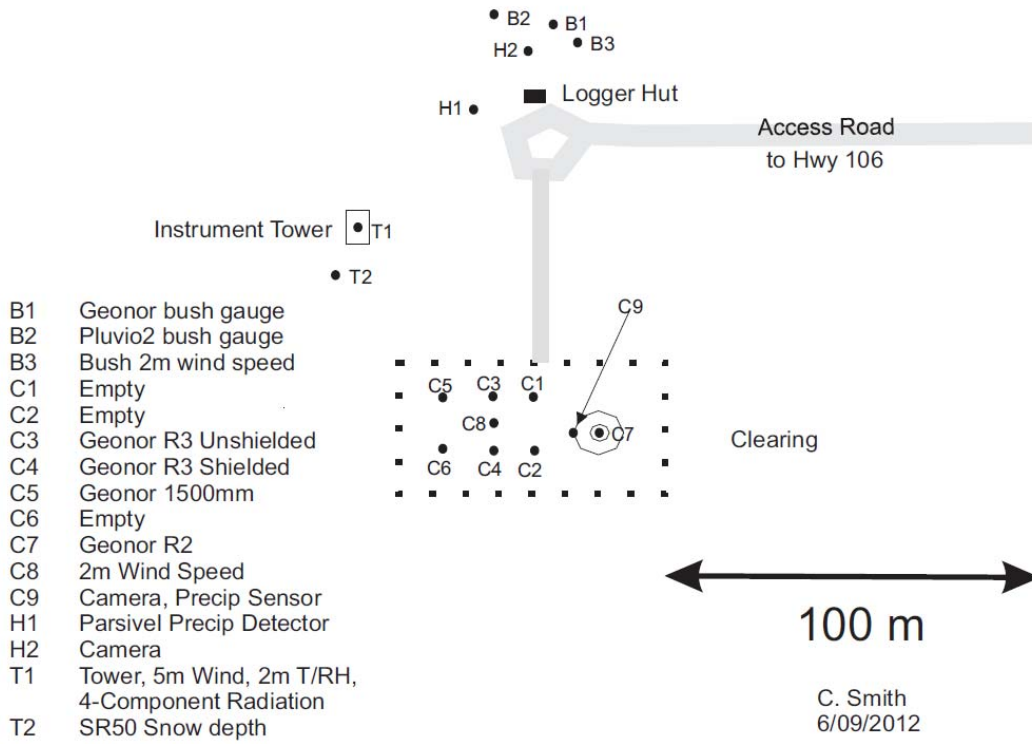 B2
B1
B3
H2
Logger Hut
H1
Access Road
to Hwy 106
Instrument Tower
T1
T2
B1 Geonor bush gauge
B2 Pluvio2 bush gauge
B3 Bush 2m wind speed
C1 Empty
C2 Empty
C3 Geonor R3 Unshielded
C4 Geonor R3 Shielded
C5 Geonor 1500mm
C6 Empty
C7 Geonor R2
C8 2m Wind Speed
C9 Camera, Precip Sensor
H1 Parsivel Precip Detector
H2 Camera
T1 Tower, 5m Wind, 2m T/RH,
4-Component Radiation
T2 SR50 Snow depth
C9
C5 C3 C1
C8
C7
C6 C4 C2
Clearing
100 m
C. Smith
6/09/2012